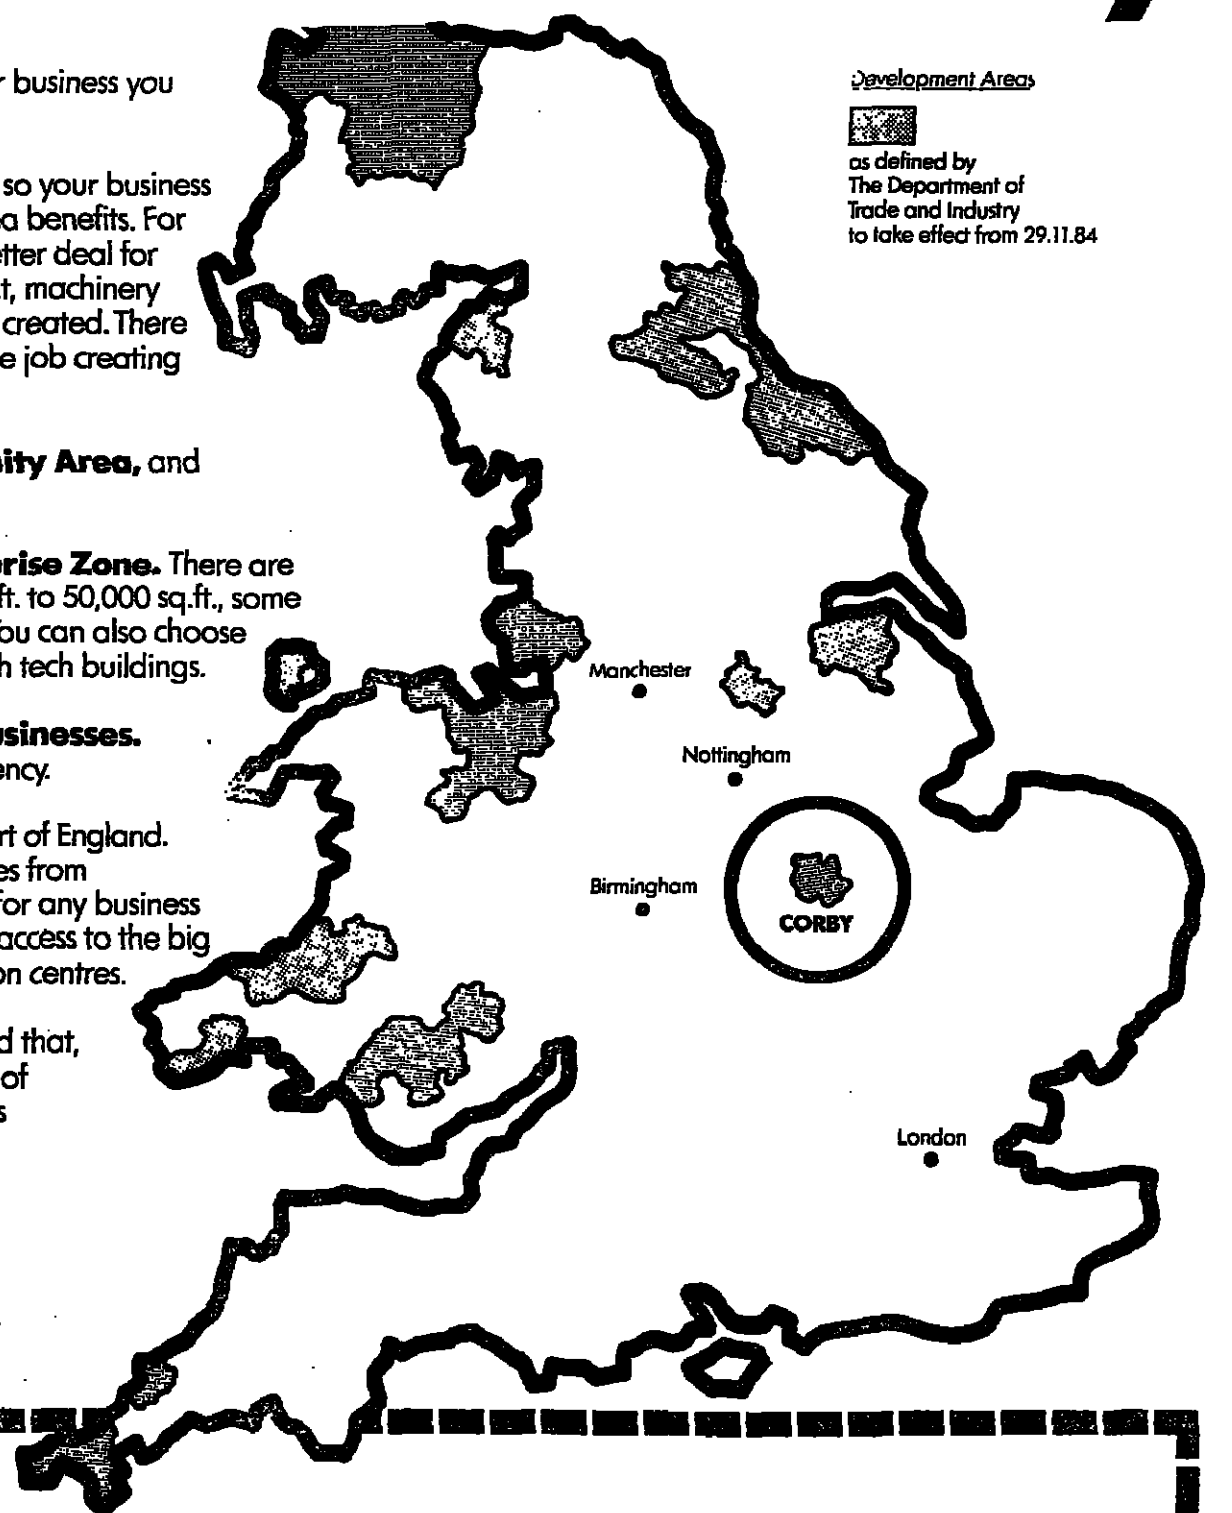 r business you
so your business
a benefits. For
etter deal for
t, machinery
created. There
e job creating
ity Area, and
rise Zone. There are
ft. to 50,000 sq.ft., some
You can also choose
h tech buildings.
usinesses.
ency.
rt of England.
es from
for any business
access to the big
on centres.
d that,
of
s
Development Areas
as defined by
The Department of
Trade and Industry
to take effect from 29.11.84
Manchester
Nottingham
Birmingham
CORBY
London